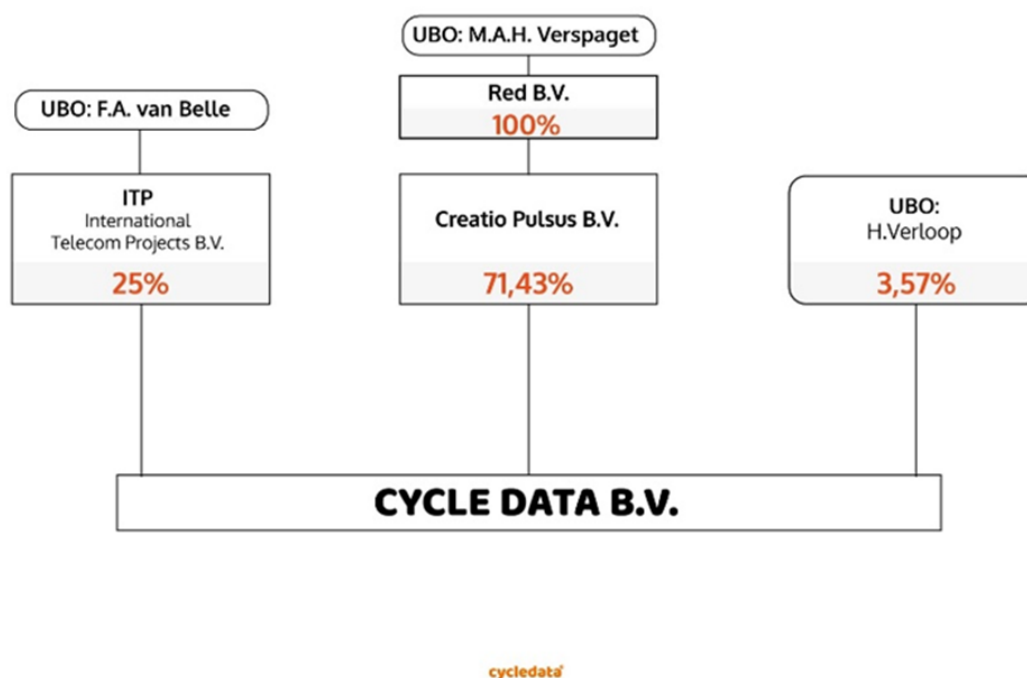 UBO: M.A.H. Verspaget
Red B.V.
100%
UBO: F.A. van Belle
ITP
International
Telecom Projects B.V.
25%
Creatio Pulsus B.V.
71,43%
UBO:
H.Verloop
3,57%
CYCLE DATA B.V.
cycledata